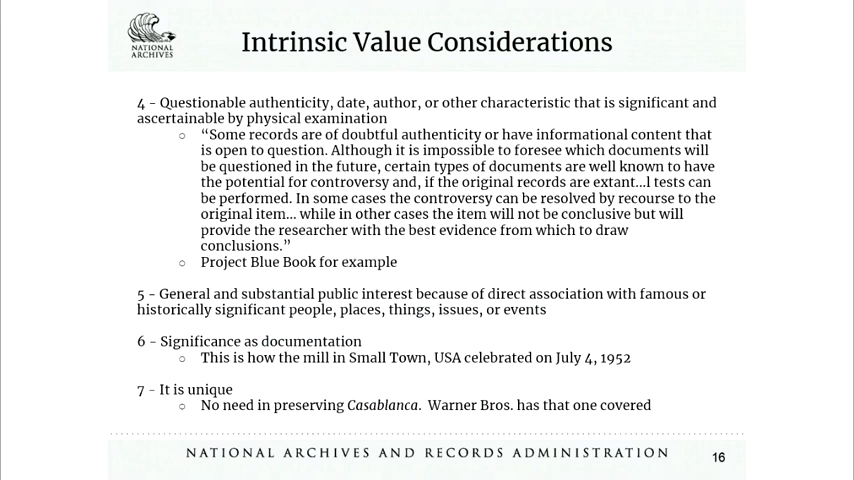 NATIONAL
ARCHIVES
Intrinsic Value Considerations
4 - Questionable authenticity, date, author, or other characteristic that is significant and
ascertainable by physical examination
○ “Some records are of doubtful authenticity or have informational content that
is open to question. Although it is impossible to foresee which documents will
be questioned in the future, certain types of documents are well known to have
the potential for controversy and, if the original records are extant...l tests can
be performed. In some cases the controversy can be resolved by recourse to the
original item... while in other cases the item will not be conclusive but will
provide the researcher with the best evidence from which to draw
conclusions.”
○ Project Blue Book for example
5 - General and substantial public interest because of direct association with famous or
historically significant people, places, things, issues, or events
6 - Significance as documentation
○ This is how the mill in Small Town, USA celebrated on July 4, 1952
7 - It is unique
○ No need in preserving Casablanca. Warner Bros. has that one covered
NATIONAL ARCHIVES AND RECORDS ADMINISTRATION
16